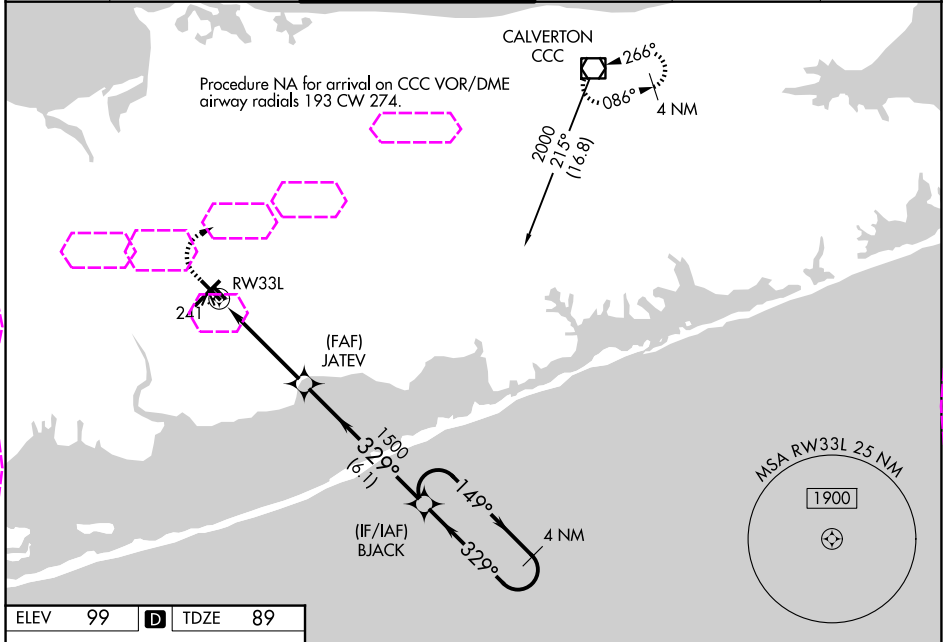 CALVERTON
CCC
266°
086°
4 NM
Procedure NA for arrival on CCC VOR/DME
airway radials 193 CW 274.
2000
215°
(16.8)
RW33L
241
(FAF)
JATEV
1500
329°
(6.1)
149°
4 NM
329°
(IF/IAF)
BJACK
MSA RW33L 25 NM
1900
ELEV 99 D TDZE 89